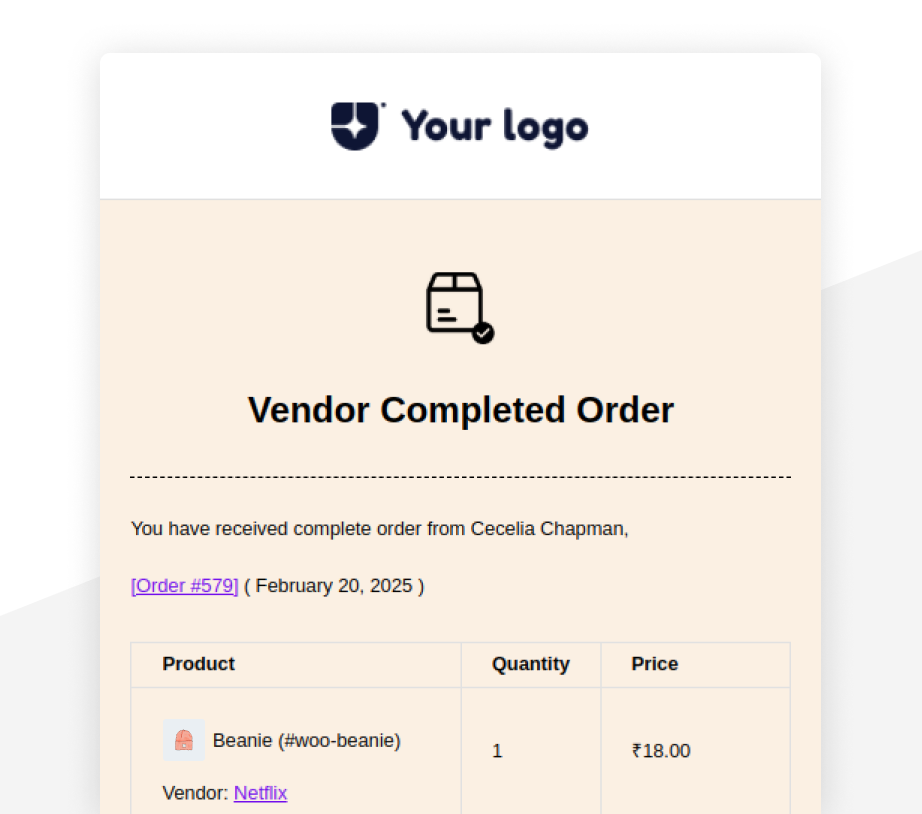 Your logo
Vendor Completed Order
You have received complete order from Cecelia Chapman,
[Order #579] ( February 20, 2025 )
Product Quantity Price
Beanie (#woo-beanie) 1 ₹18.00
Vendor: Netflix